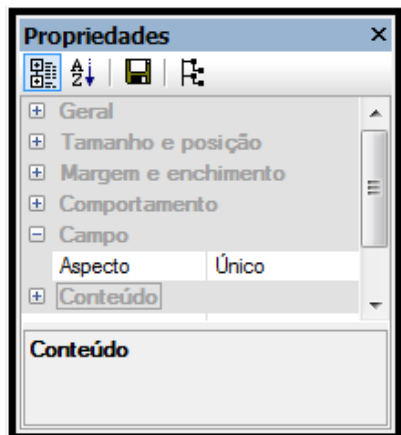 Propriedades
Geral
Tamanho e posição
Margem e enchimento
Comportamento
Campo
Aspecto Único
Conteúdo
Conteúdo